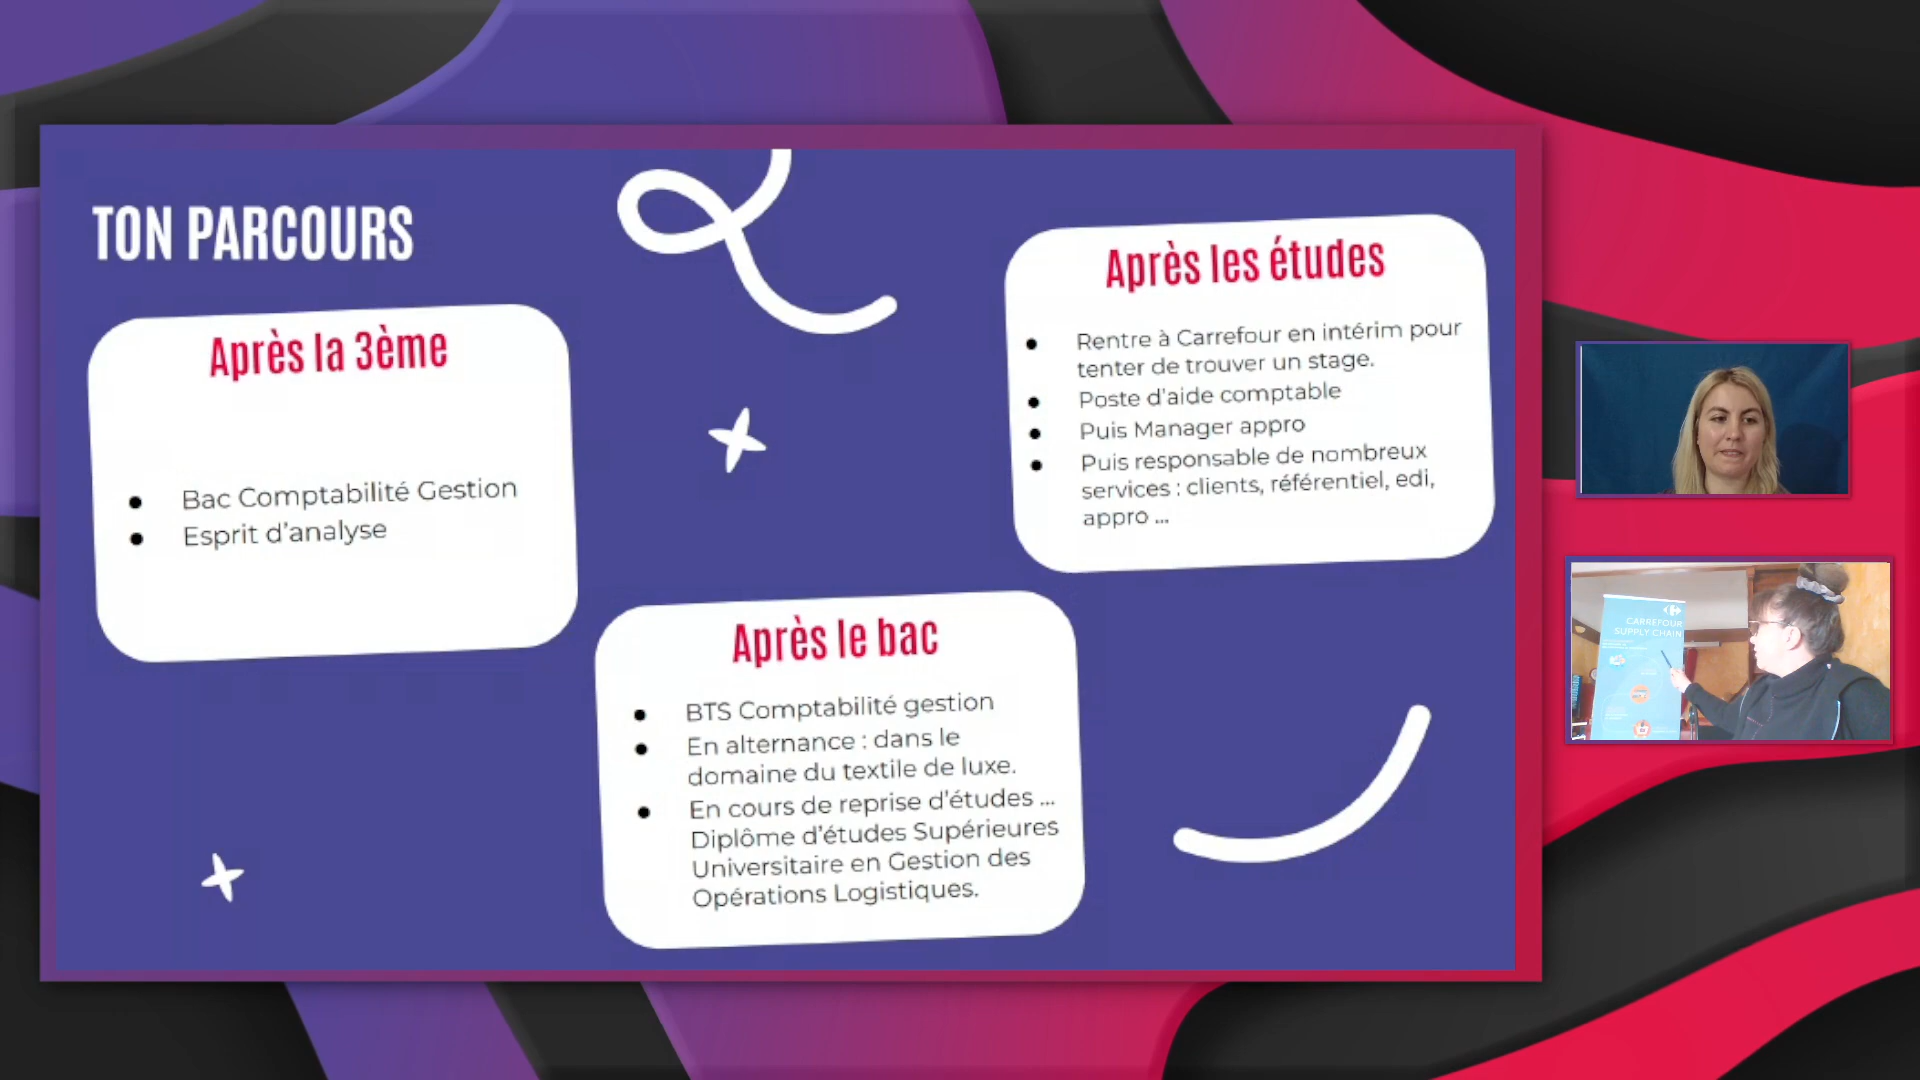 TON PARCOURS
Après la 3ème
Bac Comptabilité Gestion
Esprit d'analyse
Après le bac
BTS Comptabilité gestion
En alternance : dans le
domaine du textile de luxe.
En cours de reprise d'études ...
Diplôme d'études Supérieures
Universitaire en Gestion des
Opérations Logistiques.
Après les études
Rentre à Carrefour en intérim pour
tenter de trouver un stage.
Poste d'aide comptable
Puis Manager appro
Puis responsable de nombreux
services : clients, référentiel, edi,
appro ...
CARREFOUR
SUPPLY CHAIN